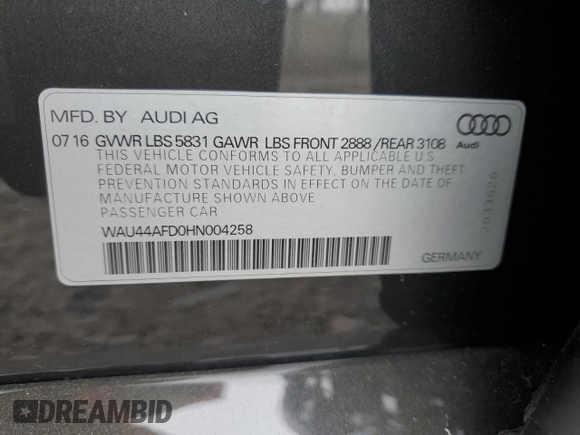 MFD. BY AUDI AG
07 16 GVWR LBS 5831 GAWR LBS FRONT 2888 / REAR 3108
Audi
THIS VEHICLE CONFORMS TO ALL APPLICABLE U S
FEDERAL MOTOR VEHICLE SAFETY, BUMPER AND THEFT
PREVENTION STANDARDS IN EFFECT ON THE DATE OF
MANUFACTURE SHOWN ABOVE
PASSENGER CAR
2933626
WAU44AFD0HN004258
GERMANY
DREAMBID